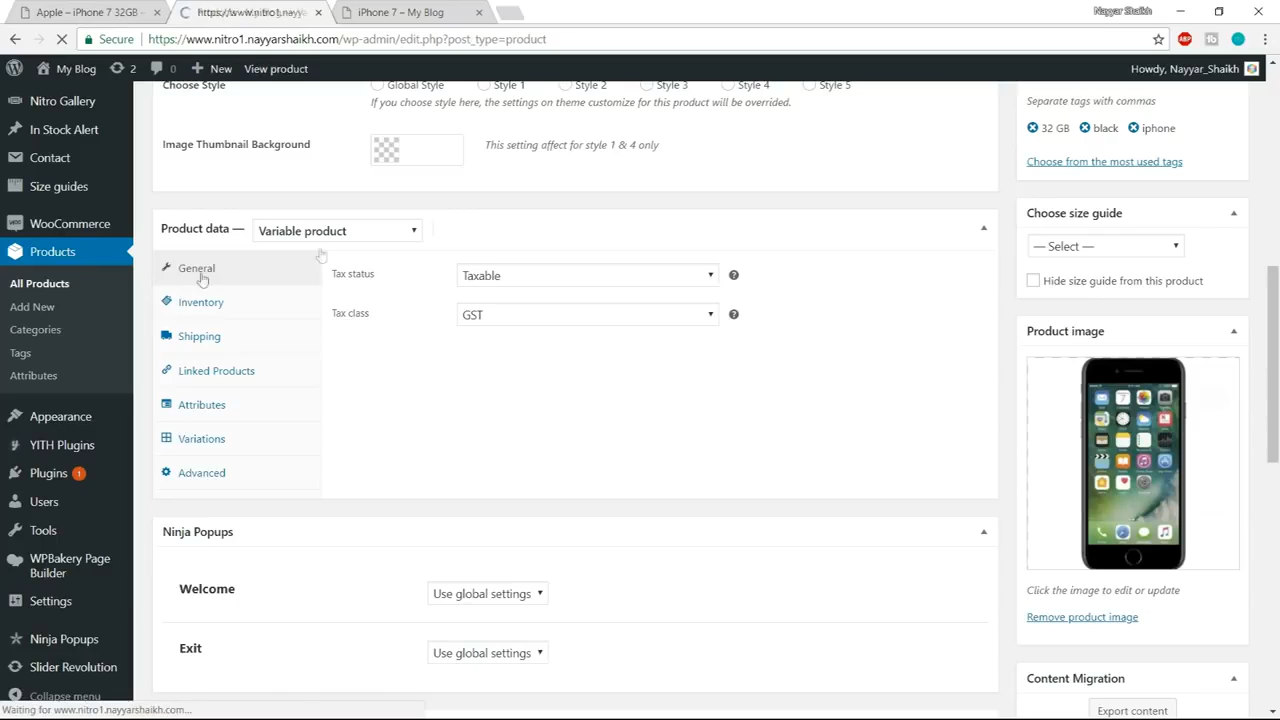 Apple – iPhone 7 32GB -
https://www.nitro1.nayy
iPhone 7 – My Blog
Nayyar Shaikh
Secure
https://www.nitro1.nayyarshaikh.com/wp-admin/edit.php?post_type=product
My Blog
2
0
New
View product
Howdy, Nayyar_Shaikh
Nitro Gallery
In Stock Alert
Contact
Size guides
WooCommerce
Products
All Products
Add New
Categories
Tags
Attributes
Appearance
YITH Plugins
Plugins 1
Users
Tools
WPBakery Page
Builder
Settings
Ninja Popups
Slider Revolution
Collapse menu
Waiting for www.nitro1.nayyarshaikh.com...
Choose Style
Global Style
Style 1
Style 2
Style 3
Style 4
Style 5
If you choose style here, the settings on theme customize for this product will be overrided.
Image Thumbnail Background
This setting affect for style 1 & 4 only
Product data —
Variable product
General
Inventory
Shipping
Linked Products
Attributes
Variations
Advanced
Tax status
Taxable
Tax class
GST
Ninja Popups
Welcome
Use global settings
Exit
Use global settings
Separate tags with commas
32 GB
black
iphone
Choose from the most used tags
Choose size guide
— Select —
Hide size guide from this product
Product image
Click the image to edit or update
Remove product image
Content Migration
Export content